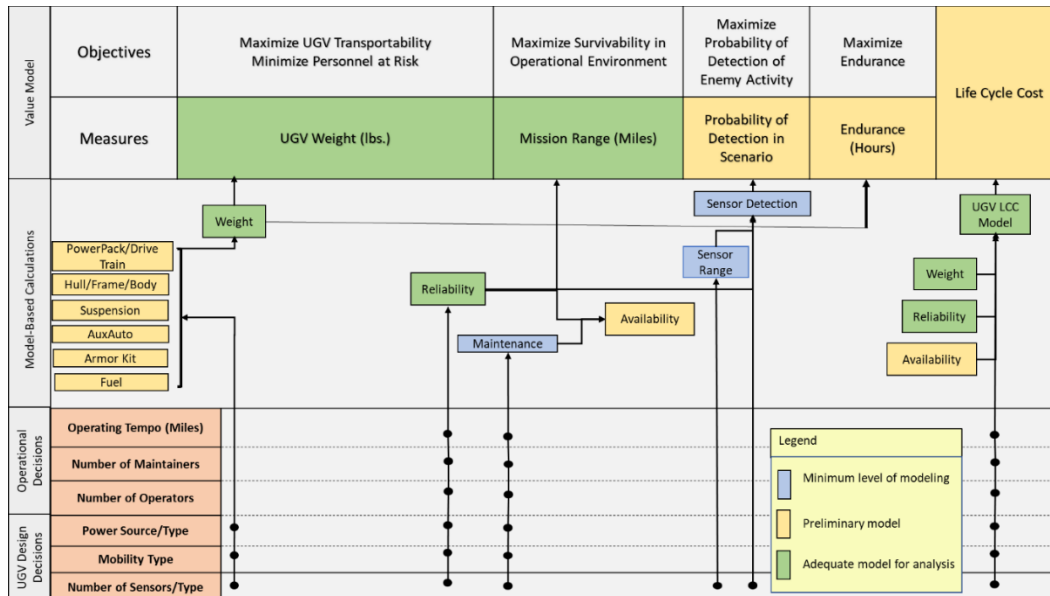 Value Model
Objectives
Maximize UGV Transportability
Minimize Personnel at Risk
Maximize Survivability in
Operational Environment
Maximize
Probability of
Detection of
Enemy Activity
Maximize
Endurance
Life Cycle Cost
Measures
UGV Weight (lbs.)
Mission Range (Miles)
Probability of
Detection in
Scenario
Endurance
(Hours)
Model-Based Calculations
Weight
Sensor Detection
UGV LCC
Model
PowerPack/Drive
Train
Hull/Frame/Body
Suspension
AuxAuto
Armor Kit
Fuel
Reliability
Maintenance
Availability
Sensor
Range
Weight
Reliability
Availability
Operational
Decisions
Operating Tempo (Miles)
Number of Maintainers
Number of Operators
UGV Design
Decisions
Power Source/Type
Mobility Type
Number of Sensors/Type
Legend
Minimum level of modeling
Preliminary model
Adequate model for analysis